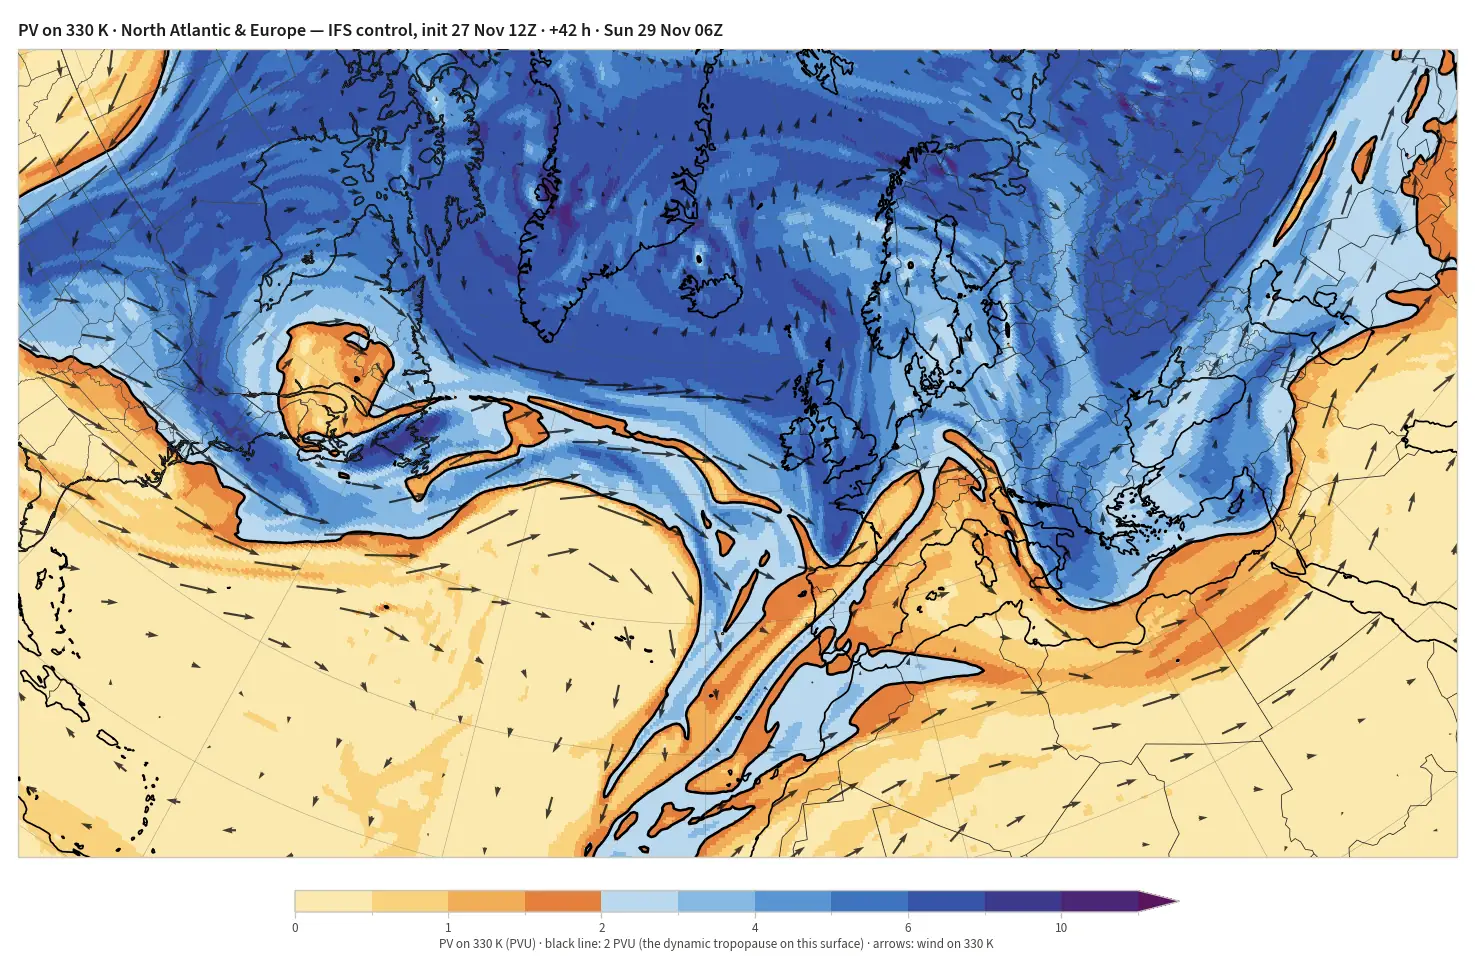 PV on 330 K · North Atlantic & Europe — IFS control, init 27 Nov 12Z · +42 h · Sun 29 Nov 06Z
0 1 2 4 6 10
PV on 330 K (PVU) · black line: 2 PVU (the dynamic tropopause on this surface) · arrows: wind on 330 K